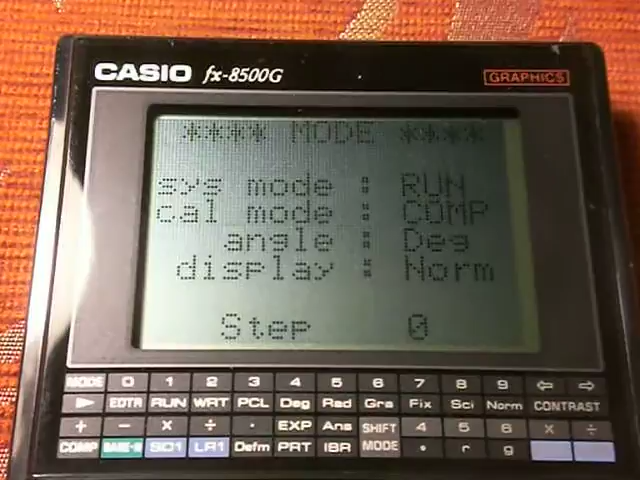 CASIO fx-8500G GRAPHICS
**** MODE ****
sys mode : RUN
cal mode : COMP
angle : Deg
display : Norm
Step 0
MODE 0 1 2 3 4 5 6 7 8 9 ⇦ ⇨
▶ EDTR RUN WRT PCL Deg Rad Gra Fix Sci Norm CONTRAST
+ − × ÷ · EXP Ans SHIFT 4 5 6 × ÷
COMP BASE-N SD1 LR1 Defm PRT IBR MODE ° r g